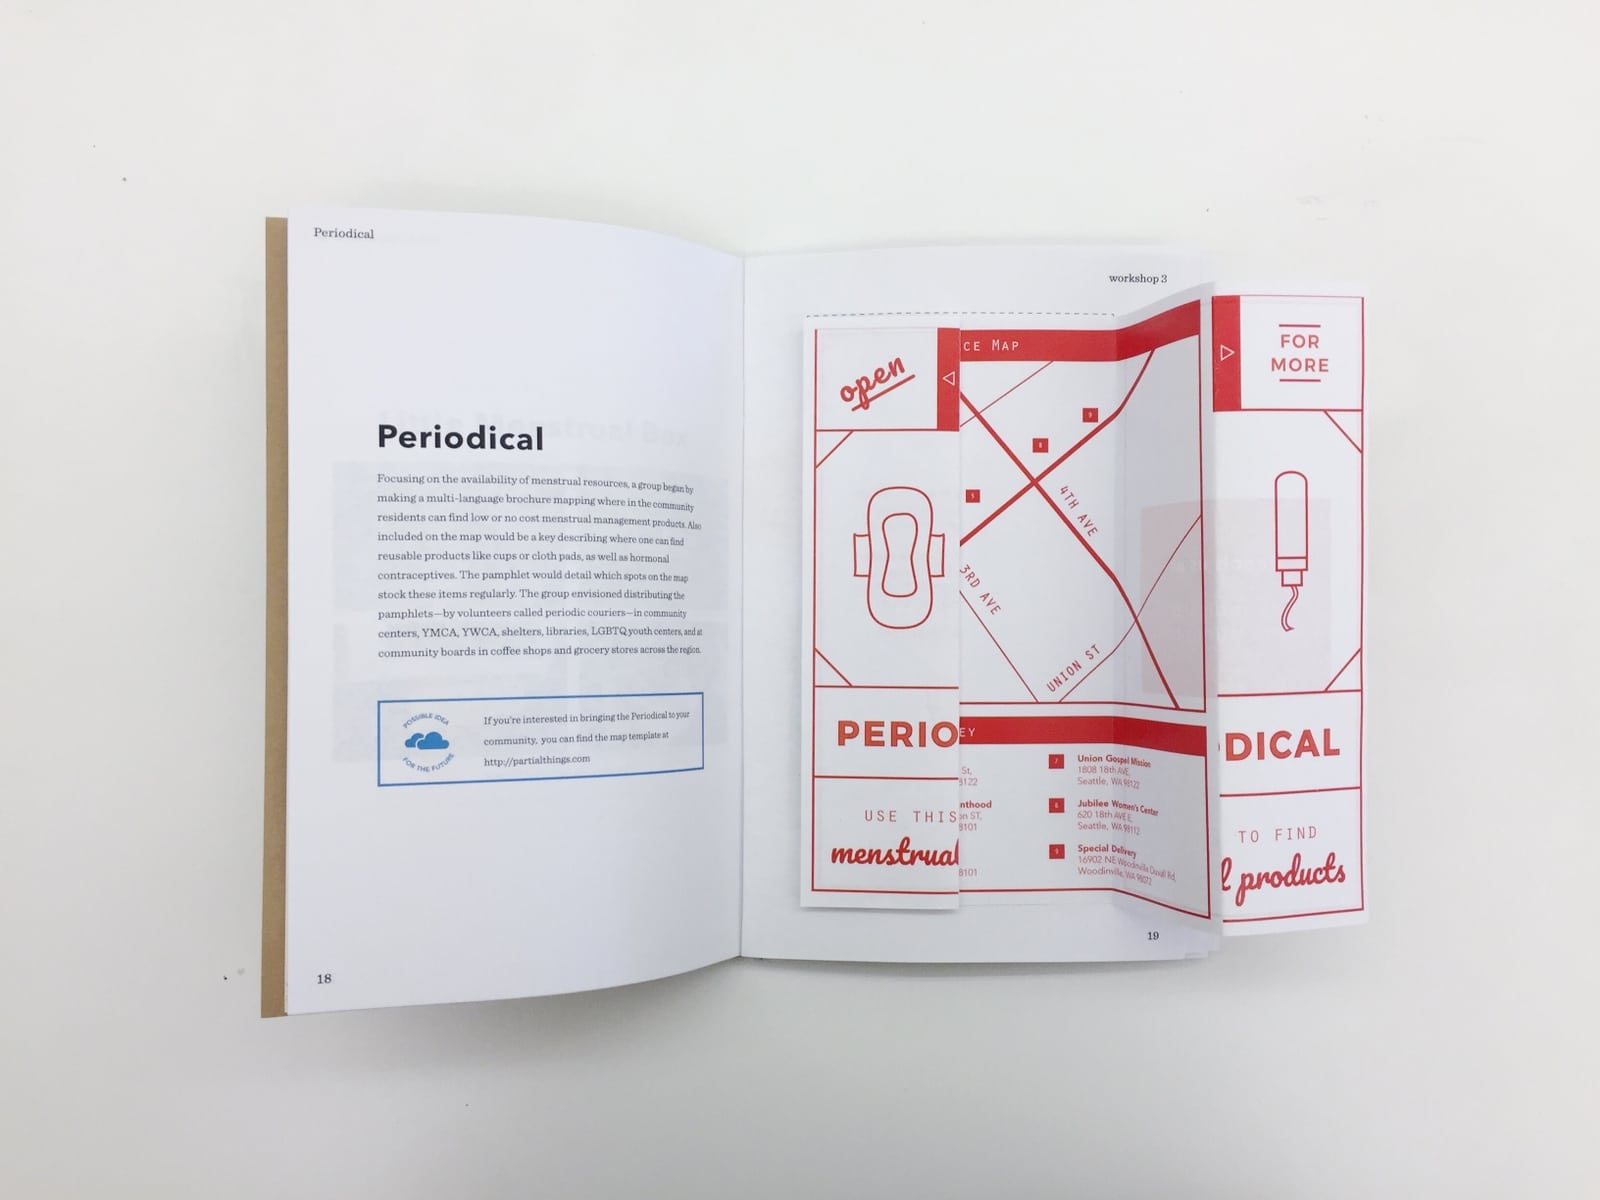 Periodical
Periodical
Focusing on the availability of menstrual resources, a group began by
making a multi-language brochure mapping where in the community
residents can find low or no cost menstrual management products. Also
included on the map would be a key describing where one can find
reusable products like cups or cloth pads, as well as hormonal
contraceptives. The pamphlet would detail which spots on the map
stock these items regularly. The group envisioned distributing the
pamphlets—by volunteers called periodic couriers—in community
centers, YMCA, YWCA, shelters, libraries, LGBTQ youth centers, and at
community boards in coffee shops and grocery stores across the region.
POSSIBLE IDEA
FOR THE FUTURE
If you're interested in bringing the Periodical to your
community, you can find the map template at
http://partialthings.com
18
workshop 3
open
PERIO
USE THIS
menstrual
CE MAP
4TH AVE
3RD AVE
UNION ST
EY
St,
8122
nthood
on ST,
8101
8101
7
Union Gospel Mission
1808 18th AVE,
Seattle, WA 98122
Jubilee Women's Center
620 18th AVE E,
Seattle, WA 98112
9
Special Delivery
16902 NE Woodinville Duvall Rd,
Woodinville, WA 98072
FOR
MORE
DICAL
TO FIND
l products
19